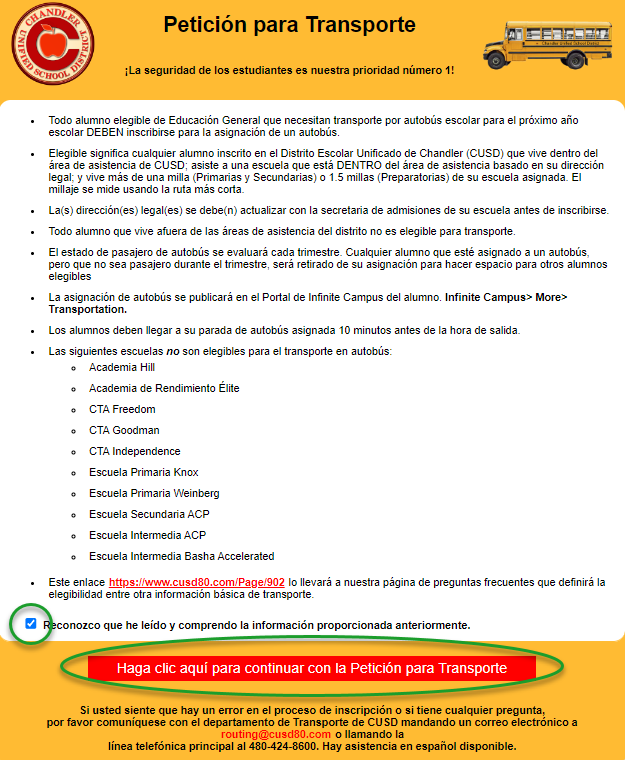 CHANDLER
UNIFIED SCHOOL DISTRICT
Petición para Transporte
¡La seguridad de los estudiantes es nuestra prioridad número 1!
Chandler Unified School District
Todo alumno elegible de Educación General que necesitan transporte por autobús escolar para el próximo año
escolar DEBEN inscribirse para la asignación de un autobús.
Elegible significa cualquier alumno inscrito en el Distrito Escolar Unificado de Chandler (CUSD) que vive dentro del
área de asistencia de CUSD; asiste a una escuela que está DENTRO del área de asistencia basado en su dirección
legal; y vive más de una milla (Primarias y Secundarias) o 1.5 millas (Preparatorias) de su escuela asignada. El
millaje se mide usando la ruta más corta.
La(s) dirección(es) legal(es) se debe(n) actualizar con la secretaria de admisiones de su escuela antes de inscribirse.
Todo alumno que vive afuera de las áreas de asistencia del distrito no es elegible para transporte.
El estado de pasajero de autobús se evaluará cada trimestre. Cualquier alumno que esté asignado a un autobús,
pero que no sea pasajero durante el trimestre, será retirado de su asignación para hacer espacio para otros alumnos
elegibles
La asignación de autobús se publicará en el Portal de Infinite Campus del alumno. Infinite Campus> More>
Transportation.
Los alumnos deben llegar a su parada de autobús asignada 10 minutos antes de la hora de salida.
Las siguientes escuelas no son elegibles para el transporte en autobús:
Academia Hill
Academia de Rendimiento Élite
CTA Freedom
CTA Goodman
CTA Independence
Escuela Primaria Knox
Escuela Primaria Weinberg
Escuela Secundaria ACP
Escuela Intermedia ACP
Escuela Intermedia Basha Accelerated
Este enlace https://www.cusd80.com/Page/902 lo llevará a nuestra página de preguntas frecuentes que definirá la
elegibilidad entre otra información básica de transporte.
Reconozco que he leído y comprendo la información proporcionada anteriormente.
Haga clic aquí para continuar con la Petición para Transporte
Si usted siente que hay un error en el proceso de inscripción o si tiene cualquier pregunta,
por favor comuníquese con el departamento de Transporte de CUSD mandando un correo electrónico a
routing@cusd80.com o llamando la
línea telefónica principal al 480-424-8600. Hay asistencia en español disponible.